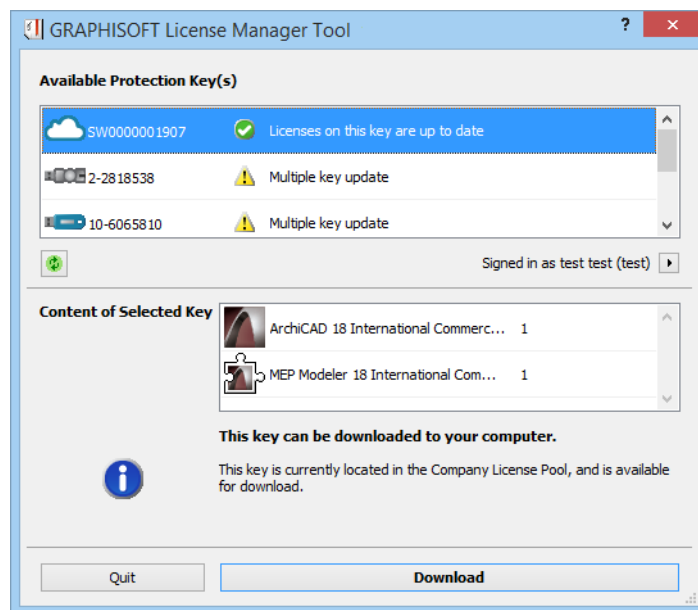 GRAPHISOFT License Manager Tool
?
Available Protection Key(s)
SW0000001907 Licenses on this key are up to date
2-2818538 Multiple key update
10-6065810 Multiple key update
Signed in as test test (test)
Content of Selected Key
ArchiCAD 18 International Commerc... 1
MEP Modeler 18 International Com... 1
This key can be downloaded to your computer.
This key is currently located in the Company License Pool, and is available
for download.
Quit
Download